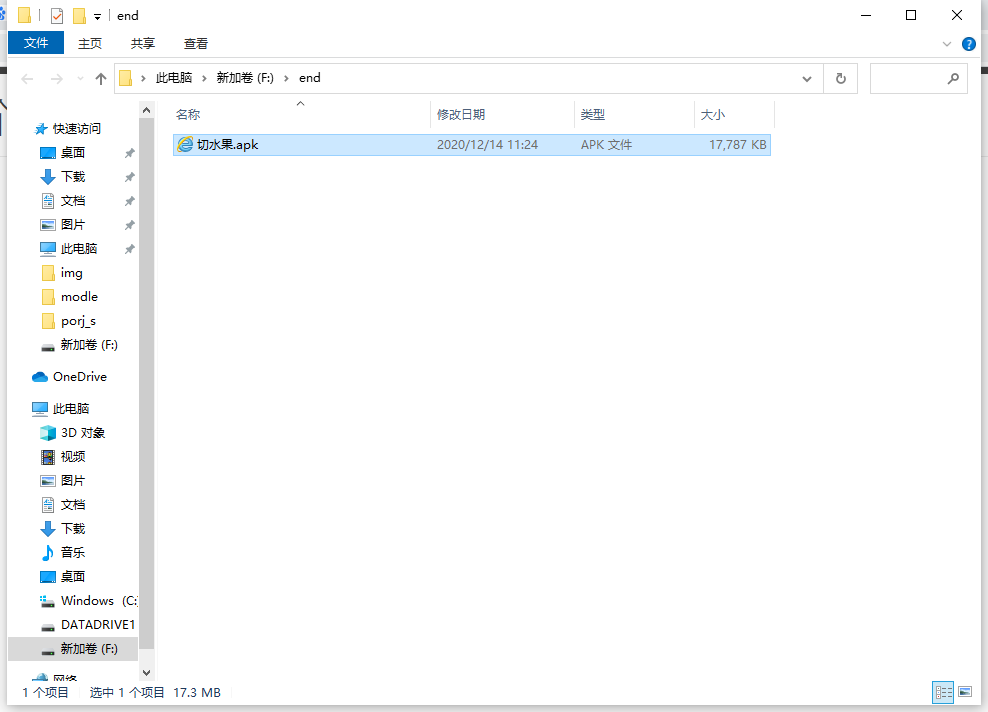 end
文件 主页 共享 查看
此电脑 新加卷 (F:) end
名称 修改日期 类型 大小
切水果.apk 2020/12/14 11:24 APK 文件 17,787 KB
快速访问
桌面
下载
文档
图片
此电脑
img
modle
porj_s
新加卷 (F:)
OneDrive
此电脑
3D 对象
视频
图片
文档
下载
音乐
桌面
Windows (C:
DATADRIVE1
新加卷 (F:)
网络
1 个项目 选中 1 个项目 17.3 MB